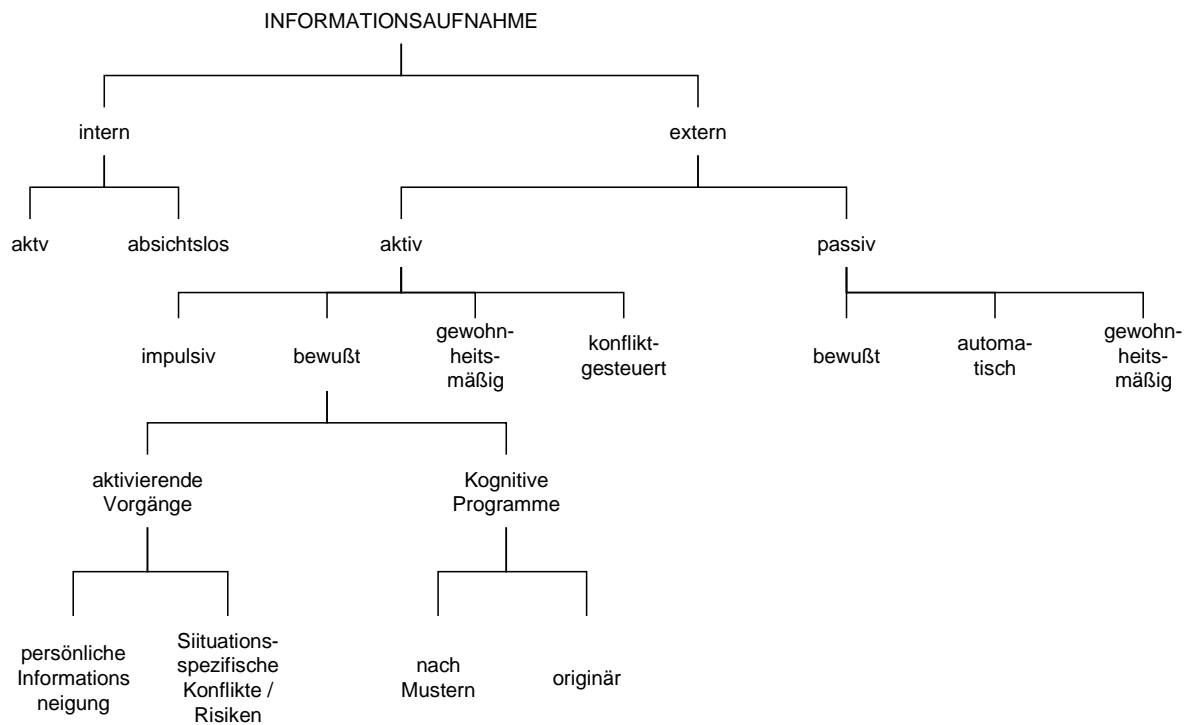 INFORMATIONSAUFNAHME
intern
extern
aktv
absichtslos
aktiv
passiv
impulsiv
bewußt
gewohn-
heits-
mäßig
konflikt-
gesteuert
bewußt
automa-
tisch
gewohn-
heits-
mäßig
aktivierende
Vorgänge
Kognitive
Programme
persönliche
Informations
neigung
Siituations-
spezifische
Konflikte /
Risiken
nach
Mustern
originär